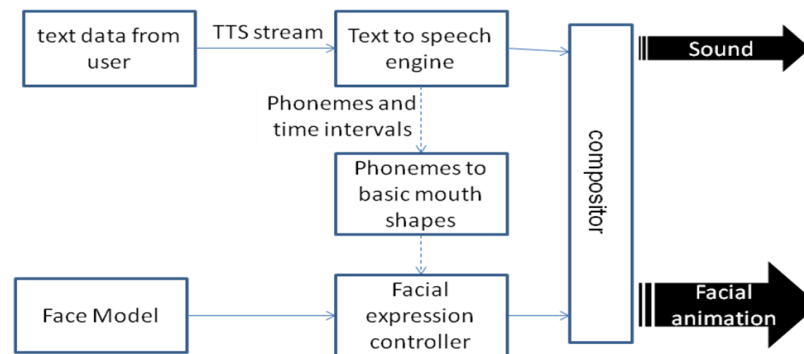 text data from
user
TTS stream
Text to speech
engine
Sound
Phonemes and
time intervals
Phonemes to
basic mouth
shapes
compositor
Face Model
Facial
expression
controller
Facial
animation